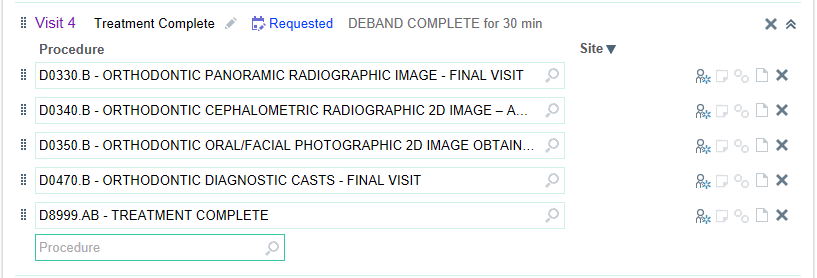 Visit 4 Treatment Complete Requested DEBAND COMPLETE for 30 min
Procedure Site
D0330.B - ORTHODONTIC PANORAMIC RADIOGRAPHIC IMAGE - FINAL VISIT
D0340.B - ORTHODONTIC CEPHALOMETRIC RADIOGRAPHIC 2D IMAGE – A...
D0350.B - ORTHODONTIC ORAL/FACIAL PHOTOGRAPHIC 2D IMAGE OBTAIN...
D0470.B - ORTHODONTIC DIAGNOSTIC CASTS - FINAL VISIT
D8999.AB - TREATMENT COMPLETE
Procedure